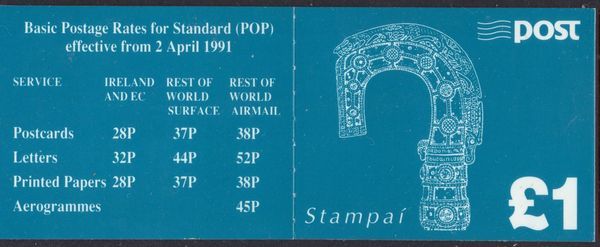 Basic Postage Rates for Standard (POP)
effective from 2 April 1991
SERVICE IRELAND AND EC REST OF WORLD SURFACE REST OF WORLD AIRMAIL
Postcards 28P 37P 38P
Letters 32P 44P 52P
Printed Papers 28P 37P 38P
Aerogrammes 45P
post
Stampaí
£1